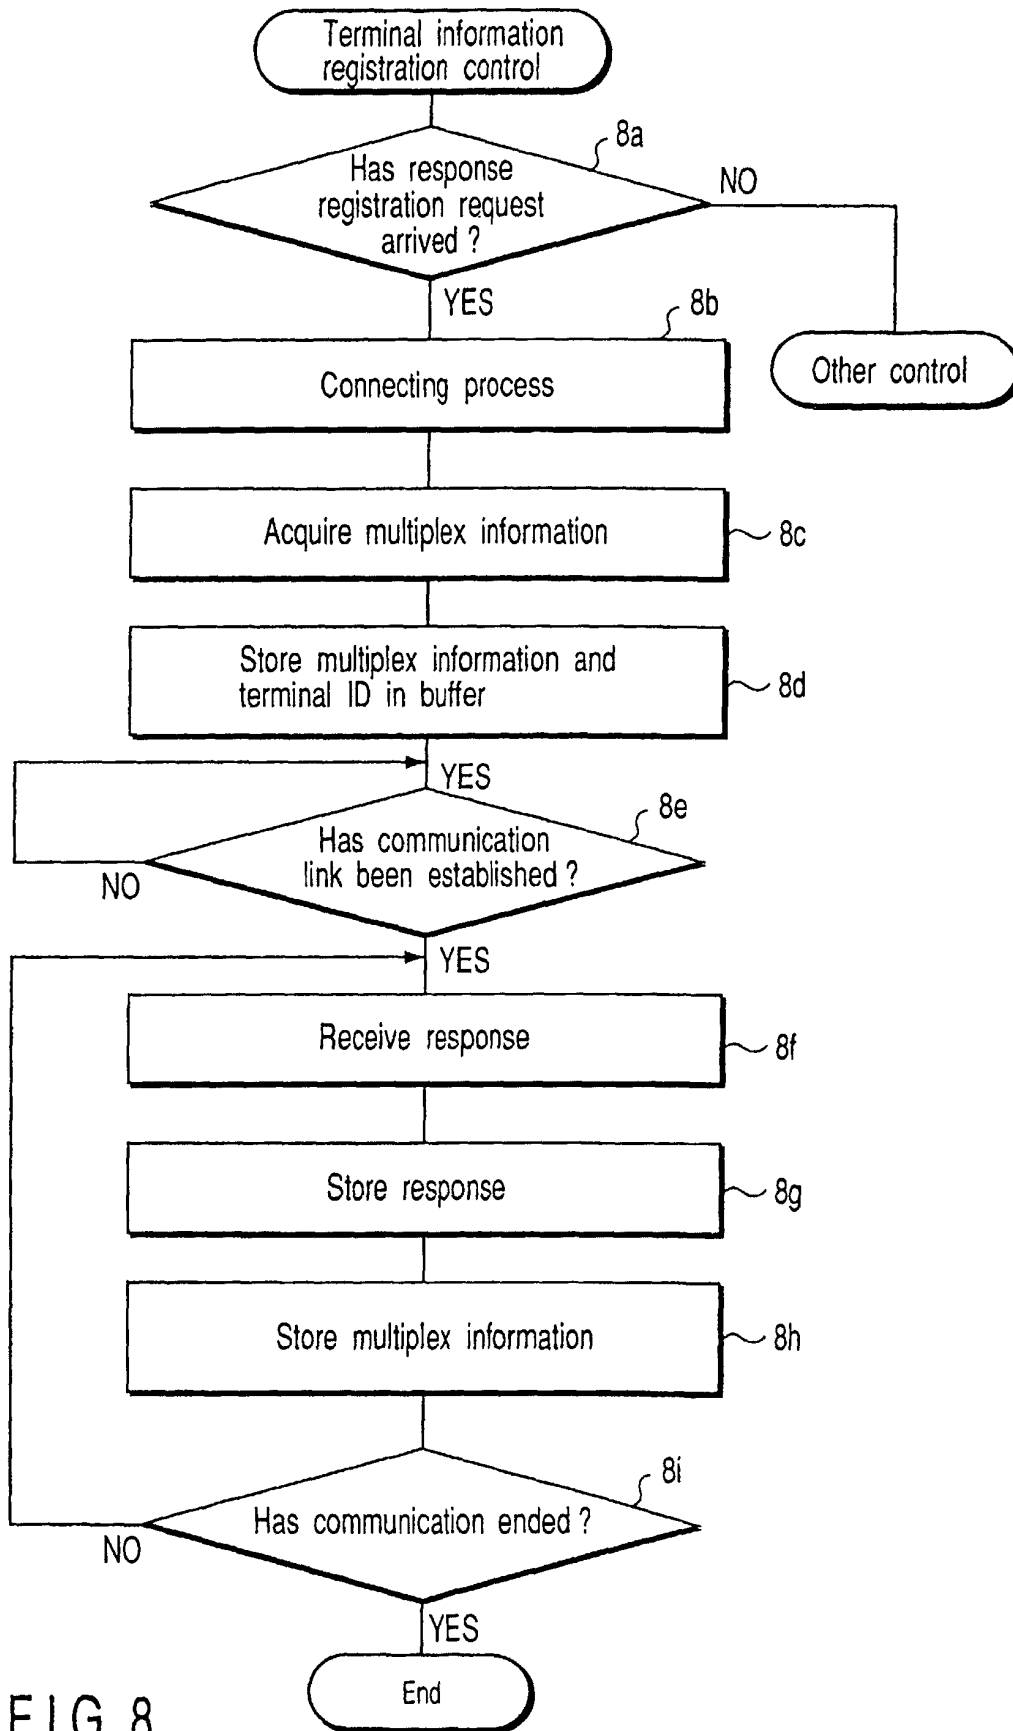 Terminal information
registration control
8a
Has response
registration request
arrived ?
NO
YES
8b
Connecting process
Other control
Acquire multiplex information
8c
Store multiplex information and
terminal ID in buffer
8d
YES
8e
Has communication
link been established ?
NO
YES
Receive response
8f
Store response
8g
Store multiplex information
8h
8i
Has communication ended ?
NO
YES
End
FIG. 8